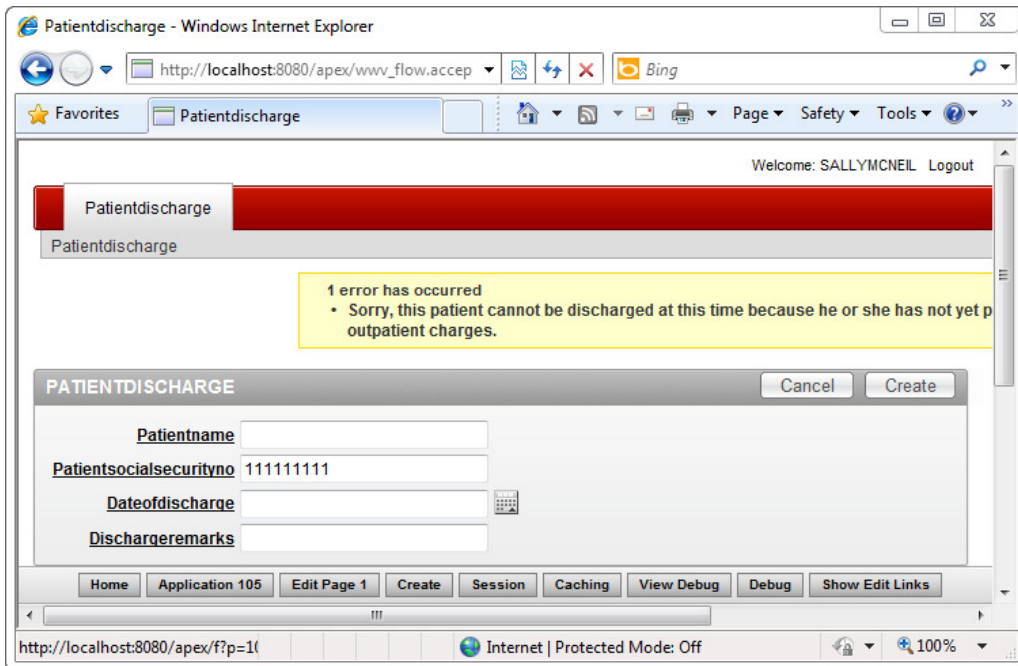 Patientdischarge - Windows Internet Explorer
http://localhost:8080/apex/wwv_flow.accep
Bing
Favorites
Patientdischarge
Page
Safety
Tools
Welcome: SALLYMCNEIL Logout
Patientdischarge
Patientdischarge
1 error has occurred
• Sorry, this patient cannot be discharged at this time because he or she has not yet p
outpatient charges.
PATIENTDISCHARGE
Cancel
Create
Patientname
Patientsocialsecurityno 111111111
Dateofdischarge
Dischargeremarks
Home
Application 105
Edit Page 1
Create
Session
Caching
View Debug
Debug
Show Edit Links
http://localhost:8080/apex/f?p=10
Internet | Protected Mode: Off
100%